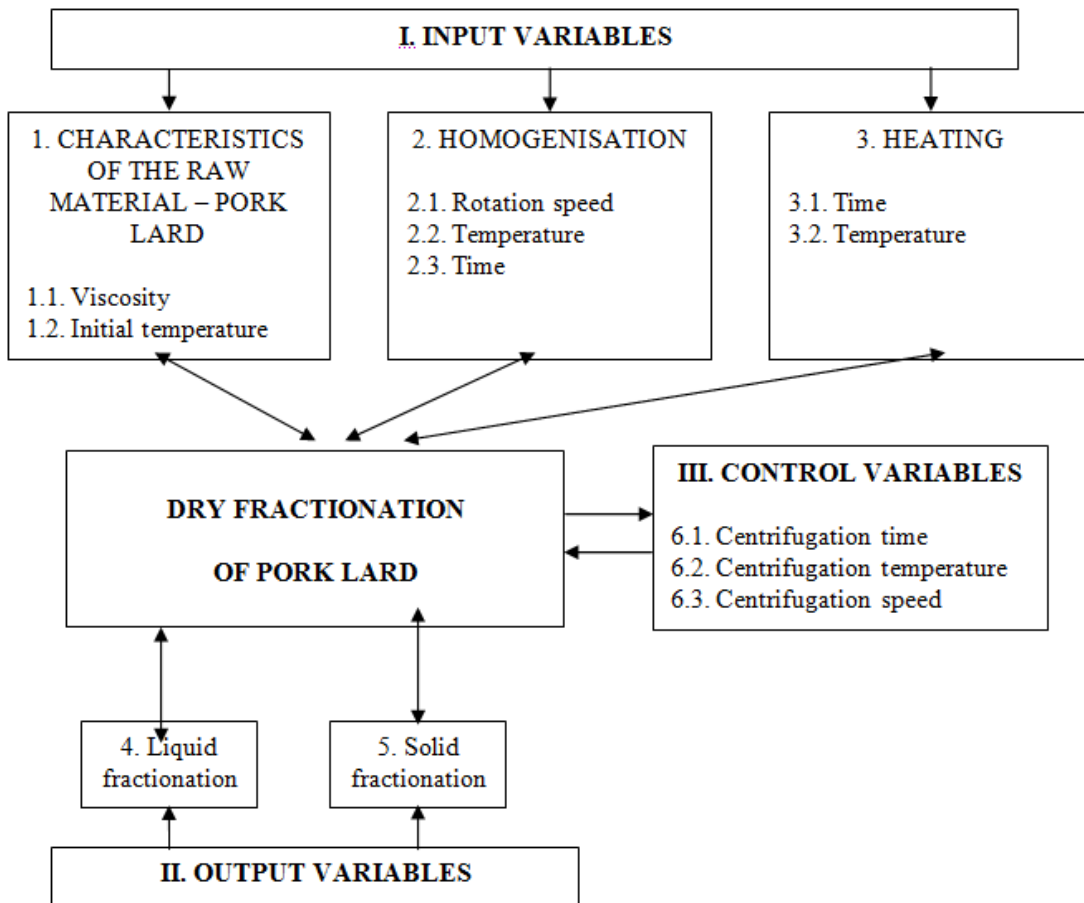 I. INPUT VARIABLES
1. CHARACTERISTICS
OF THE RAW
MATERIAL – PORK
LARD
1.1. Viscosity
1.2. Initial temperature
2. HOMOGENISATION
2.1. Rotation speed
2.2. Temperature
2.3. Time
3. HEATING
3.1. Time
3.2. Temperature
DRY FRACTIONATION
OF PORK LARD
III. CONTROL VARIABLES
6.1. Centrifugation time
6.2. Centrifugation temperature
6.3. Centrifugation speed
4. Liquid
fractionation
5. Solid
fractionation
II. OUTPUT VARIABLES